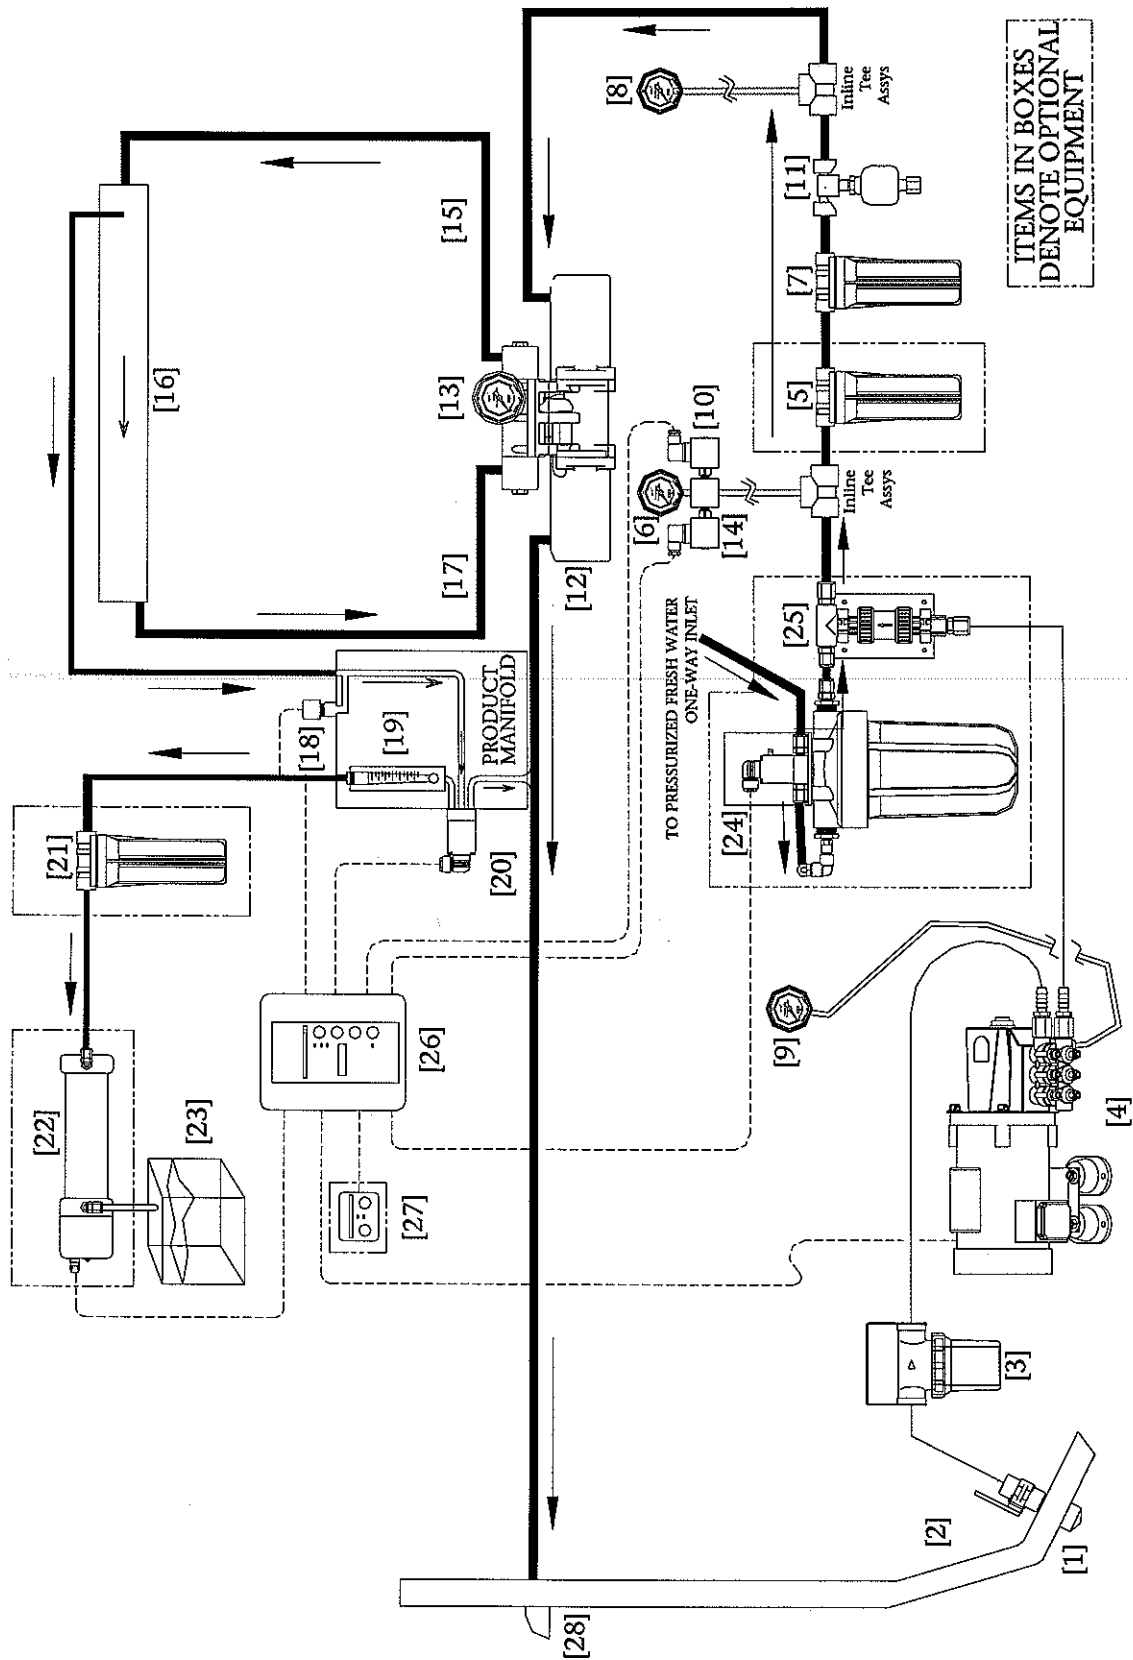 [22]
[21]
[16]
[23]
[18]
[19]
[27]
[26]
[13]
[17]
[15]
PRODUCT
MANIFOLD
[20]
[28]
[12]
[8]
[6]
[10]
[14]
TO PRESSURIZED FRESH WATER
ONE-WAY INLET
[24]
[9]
[25]
[5]
[7]
[11]
Inline
Tee
Assys
Inline
Tee
Assys
[2]
[3]
[1]
[4]
ITEMS IN BOXES
DENOTE OPTIONAL
EQUIPMENT